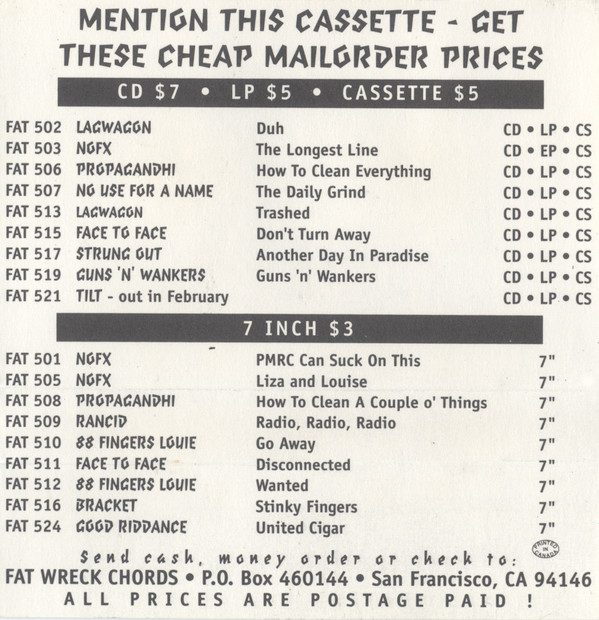 MENTION THIS CASSETTE - GET
THESE CHEAP MAILORDER PRICES
CD $7 • LP $5 • CASSETTE $5
FAT 502 LAGWAGON Duh CD • LP • CS
FAT 503 NOFX The Longest Line CD • EP • CS
FAT 506 PROPAGANDHI How To Clean Everything CD • LP • CS
FAT 507 NO USE FOR A NAME The Daily Grind CD • LP • CS
FAT 513 LAGWAGON Trashed CD • LP • CS
FAT 515 FACE TO FACE Don't Turn Away CD • LP • CS
FAT 517 STRUNG OUT Another Day In Paradise CD • LP • CS
FAT 519 GUNS 'N' WANKERS Guns 'n' Wankers CD • LP • CS
FAT 521 TILT - out in February CD • LP • CS
7 INCH $3
FAT 501 NOFX PMRC Can Suck On This 7"
FAT 505 NOFX Liza and Louise 7"
FAT 508 PROPAGANDHI How To Clean A Couple o' Things 7"
FAT 509 RANCID Radio, Radio, Radio 7"
FAT 510 88 FINGERS LOUIE Go Away 7"
FAT 511 FACE TO FACE Disconnected 7"
FAT 512 88 FINGERS LOUIE Wanted 7"
FAT 516 BRACKET Stinky Fingers 7"
FAT 524 GOOD RIDDANCE United Cigar 7"
PRINTED IN CANADA
Send cash, money order or check to:
FAT WRECK CHORDS • P.O. Box 460144 • San Francisco, CA 94146
ALL PRICES ARE POSTAGE PAID !